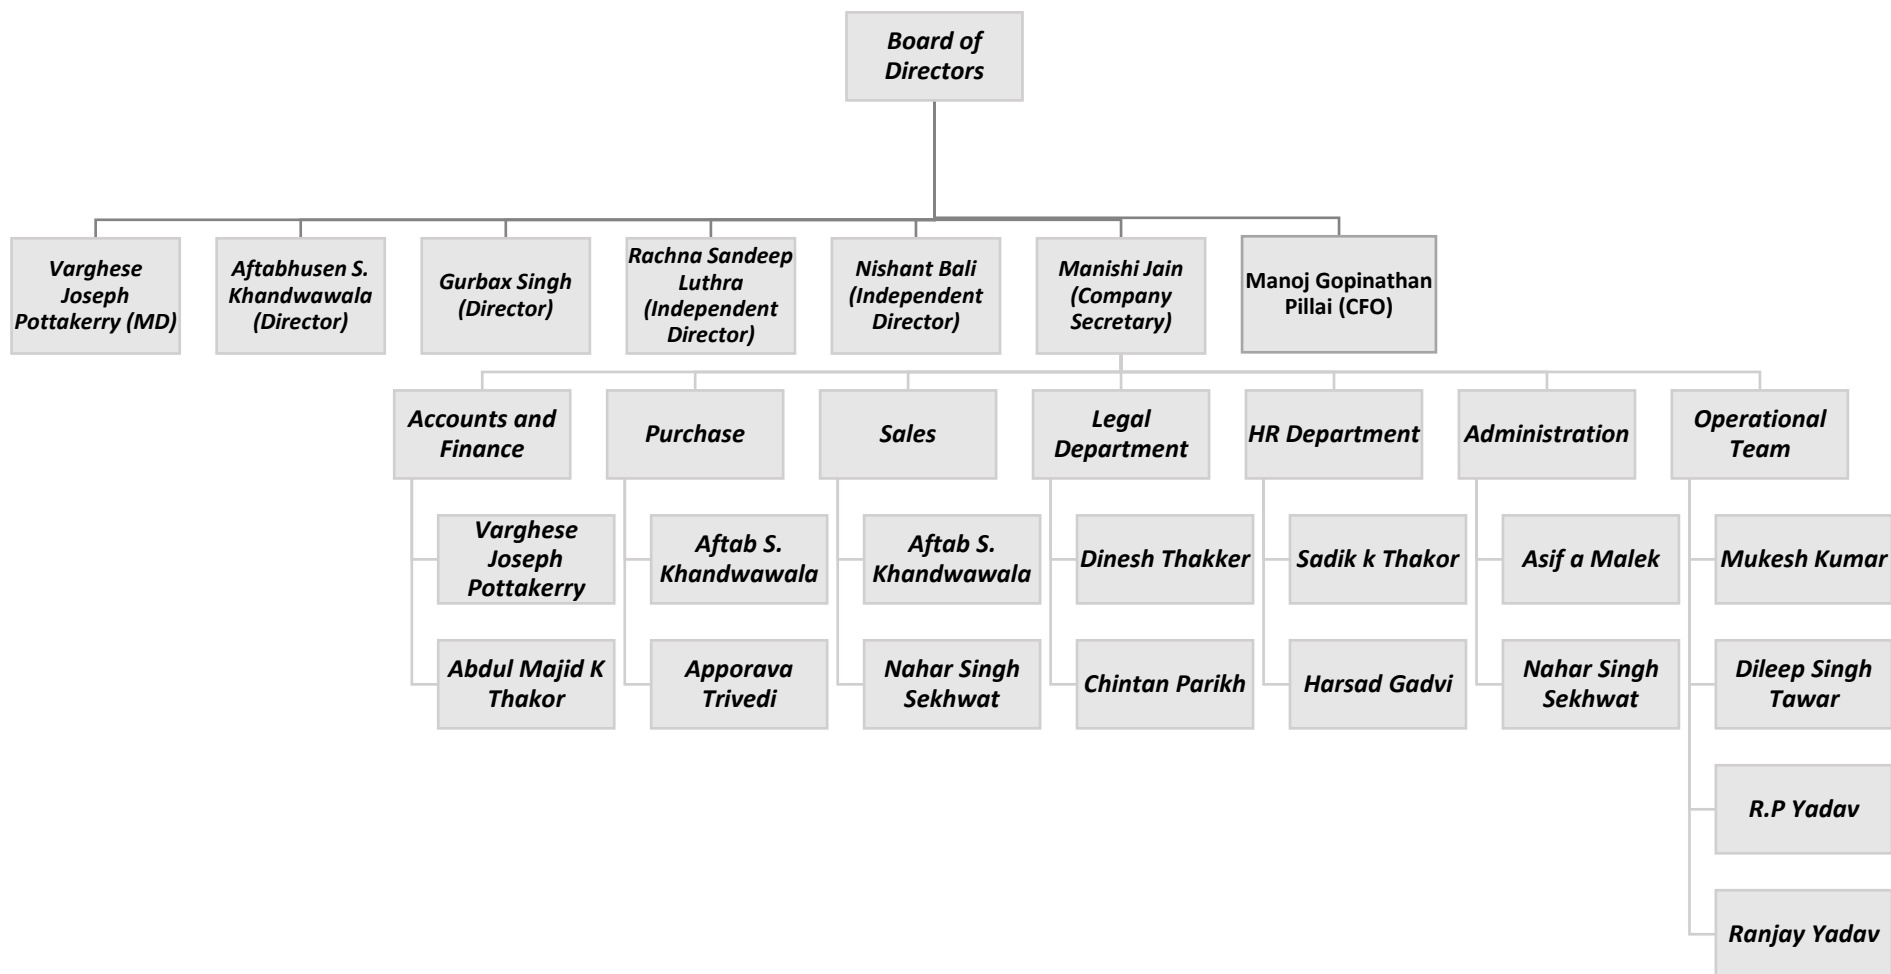 Board of
Directors
Varghese
Joseph
Pottakerry (MD)
Aftabhusen S.
Khandwawala
(Director)
Gurbax Singh
(Director)
Rachna Sandeep
Luthra
(Independent
Director)
Nishant Bali
(Independent
Director)
Manishi Jain
(Company
Secretary)
Manoj Gopinathan
Pillai (CFO)
Accounts and
Finance
Purchase
Sales
Legal
Department
HR Department
Administration
Operational
Team
Varghese
Joseph
Pottakerry
Aftab S.
Khandwawala
Aftab S.
Khandwawala
Dinesh Thakker
Sadik k Thakor
Asif a Malek
Mukesh Kumar
Abdul Majid K
Thakor
Apporava
Trivedi
Nahar Singh
Sekhwat
Chintan Parikh
Harsad Gadvi
Nahar Singh
Sekhwat
Dileep Singh
Tawar
R.P Yadav
Ranjay Yadav